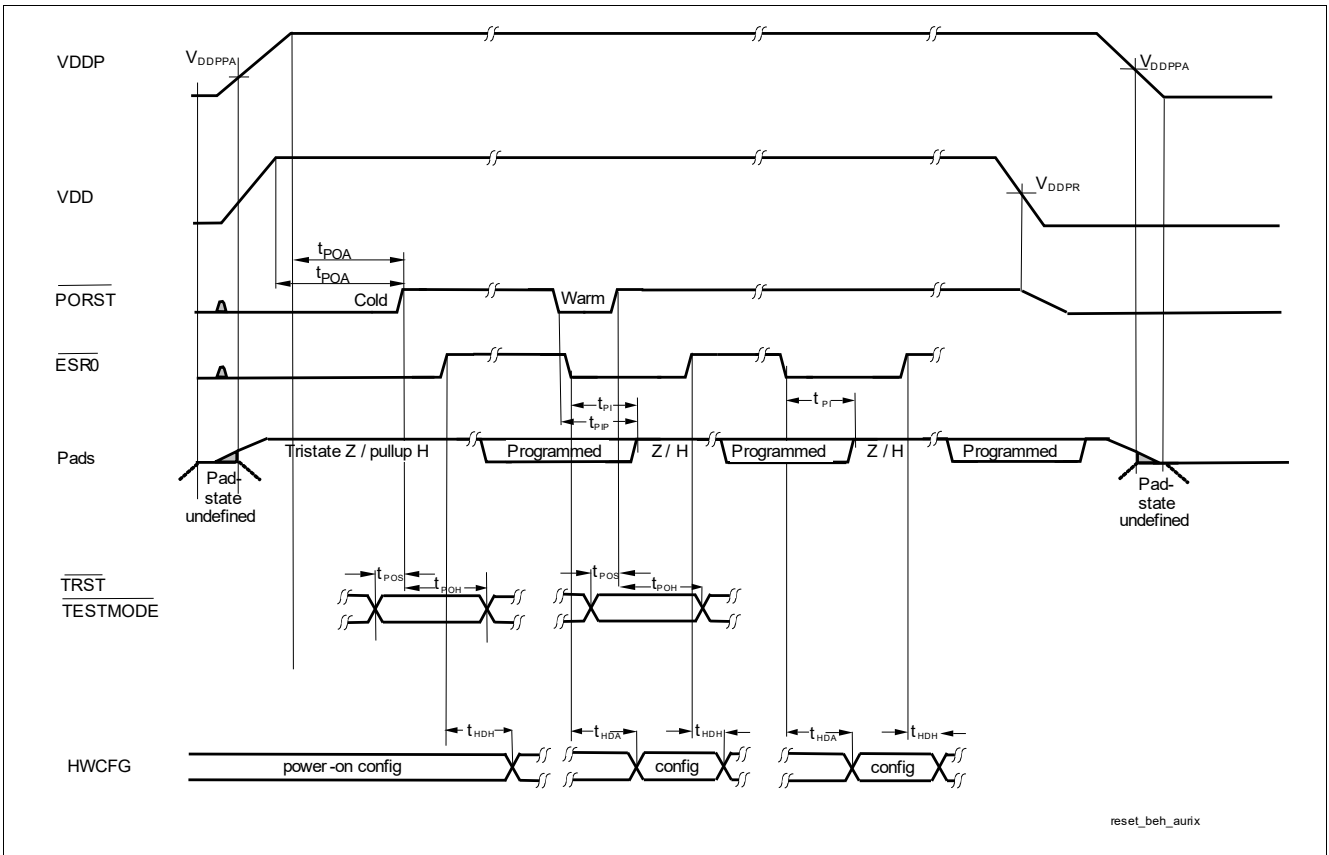 VDDP
VDDPPA
VDDPPA
VDD
VDDPR
tPOA
tPOA
PORST
Cold
Warm
ESR0
tPI
tPI
tPIP
Pads
Tristate Z / pullup H
Programmed
Z / H
Programmed
Z / H
Programmed
Pad-
state
undefined
Pad-
state
undefined
TRST
TESTMODE
tPOS
tPOH
tPOS
tPOH
tHDH
tHDA
tHDH
tHDA
tHDH
HWCFG
power-on config
config
config
reset_beh_aurix